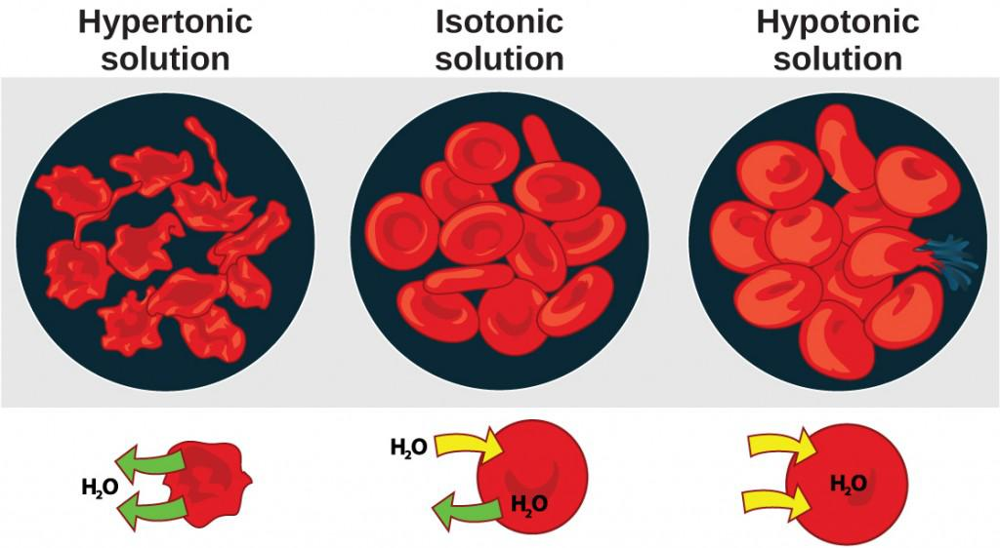 Hypertonic
solution
Isotonic
solution
Hypotonic
solution
H₂O
H₂O
H₂O
H₂O